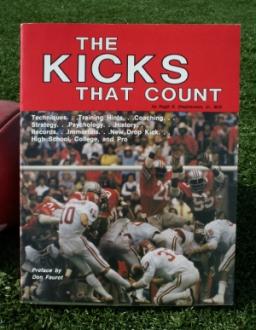 THE
KICKS
THAT COUNT
Techniques. . .Training Hints. . .Coaching. . .
Strategy. . .Psychology. . .History. . .
Records. . .Immortals. . .New Drop Kick. . .
High School, College, and Pro
Preface by
Don Faurot